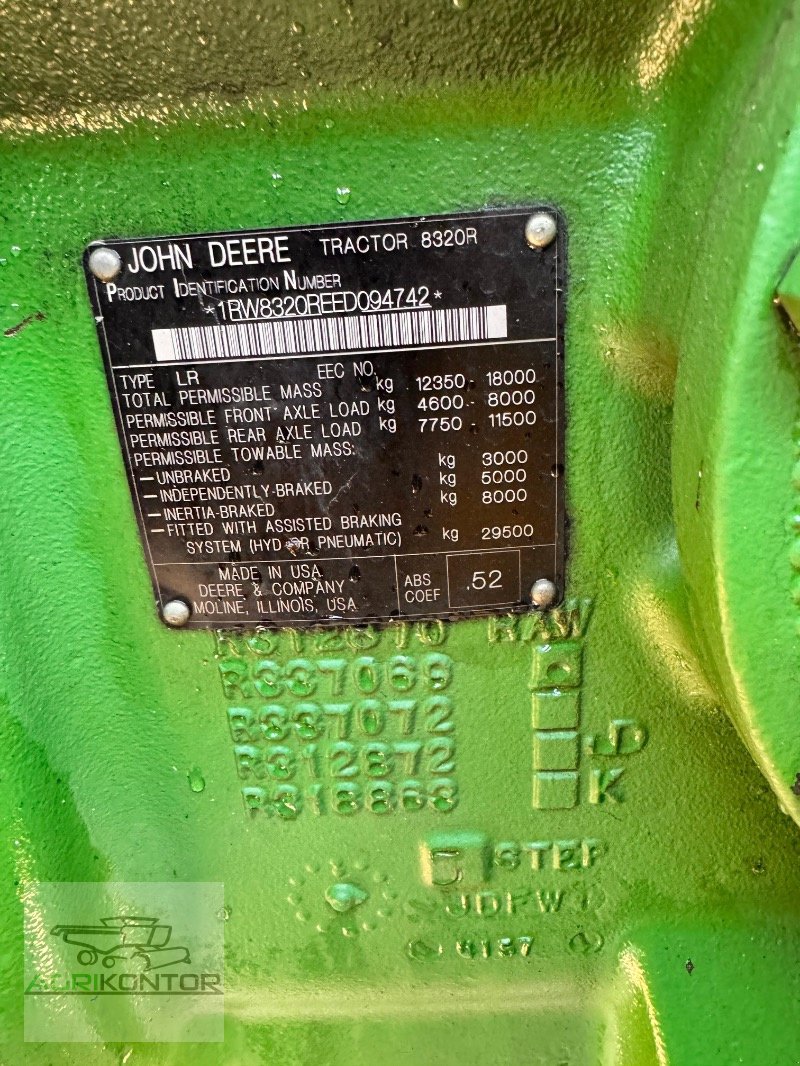 JOHN DEERE TRACTOR 8320R
PRODUCT IDENTIFICATION NUMBER
*1RW8320REED094742*
TYPE LR EEC NO.
TOTAL PERMISSIBLE MASS kg 12350 - 18000
PERMISSIBLE FRONT AXLE LOAD kg 4600 - 8000
PERMISSIBLE REAR AXLE LOAD kg 7750 - 11500
PERMISSIBLE TOWABLE MASS:
—UNBRAKED kg 3000
—INDEPENDENTLY-BRAKED kg 5000
—INERTIA-BRAKED kg 8000
—FITTED WITH ASSISTED BRAKING
SYSTEM (HYD OR PNEUMATIC) kg 29500
MADE IN USA
DEERE & COMPANY
MOLINE, ILLINOIS, USA
ABS
COEF .52
RAW
R337069
R337072
R312872 D
R318863 K
51 STEP
AGRIKONTOR